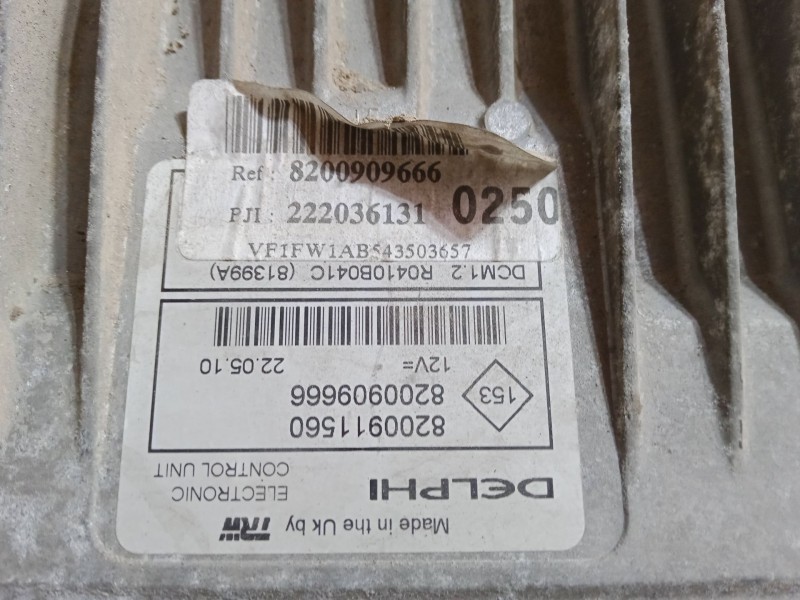 Ref : 8200909666
PJI : 222036131 0250
VF1FW1AB543503657
Made in the Uk by TRW
DELPHI ELECTRONIC
CONTROL UNIT
8200911560
153 8200909666
12V= 22.05.10
DCM1.2 R0410B041C (81399A)